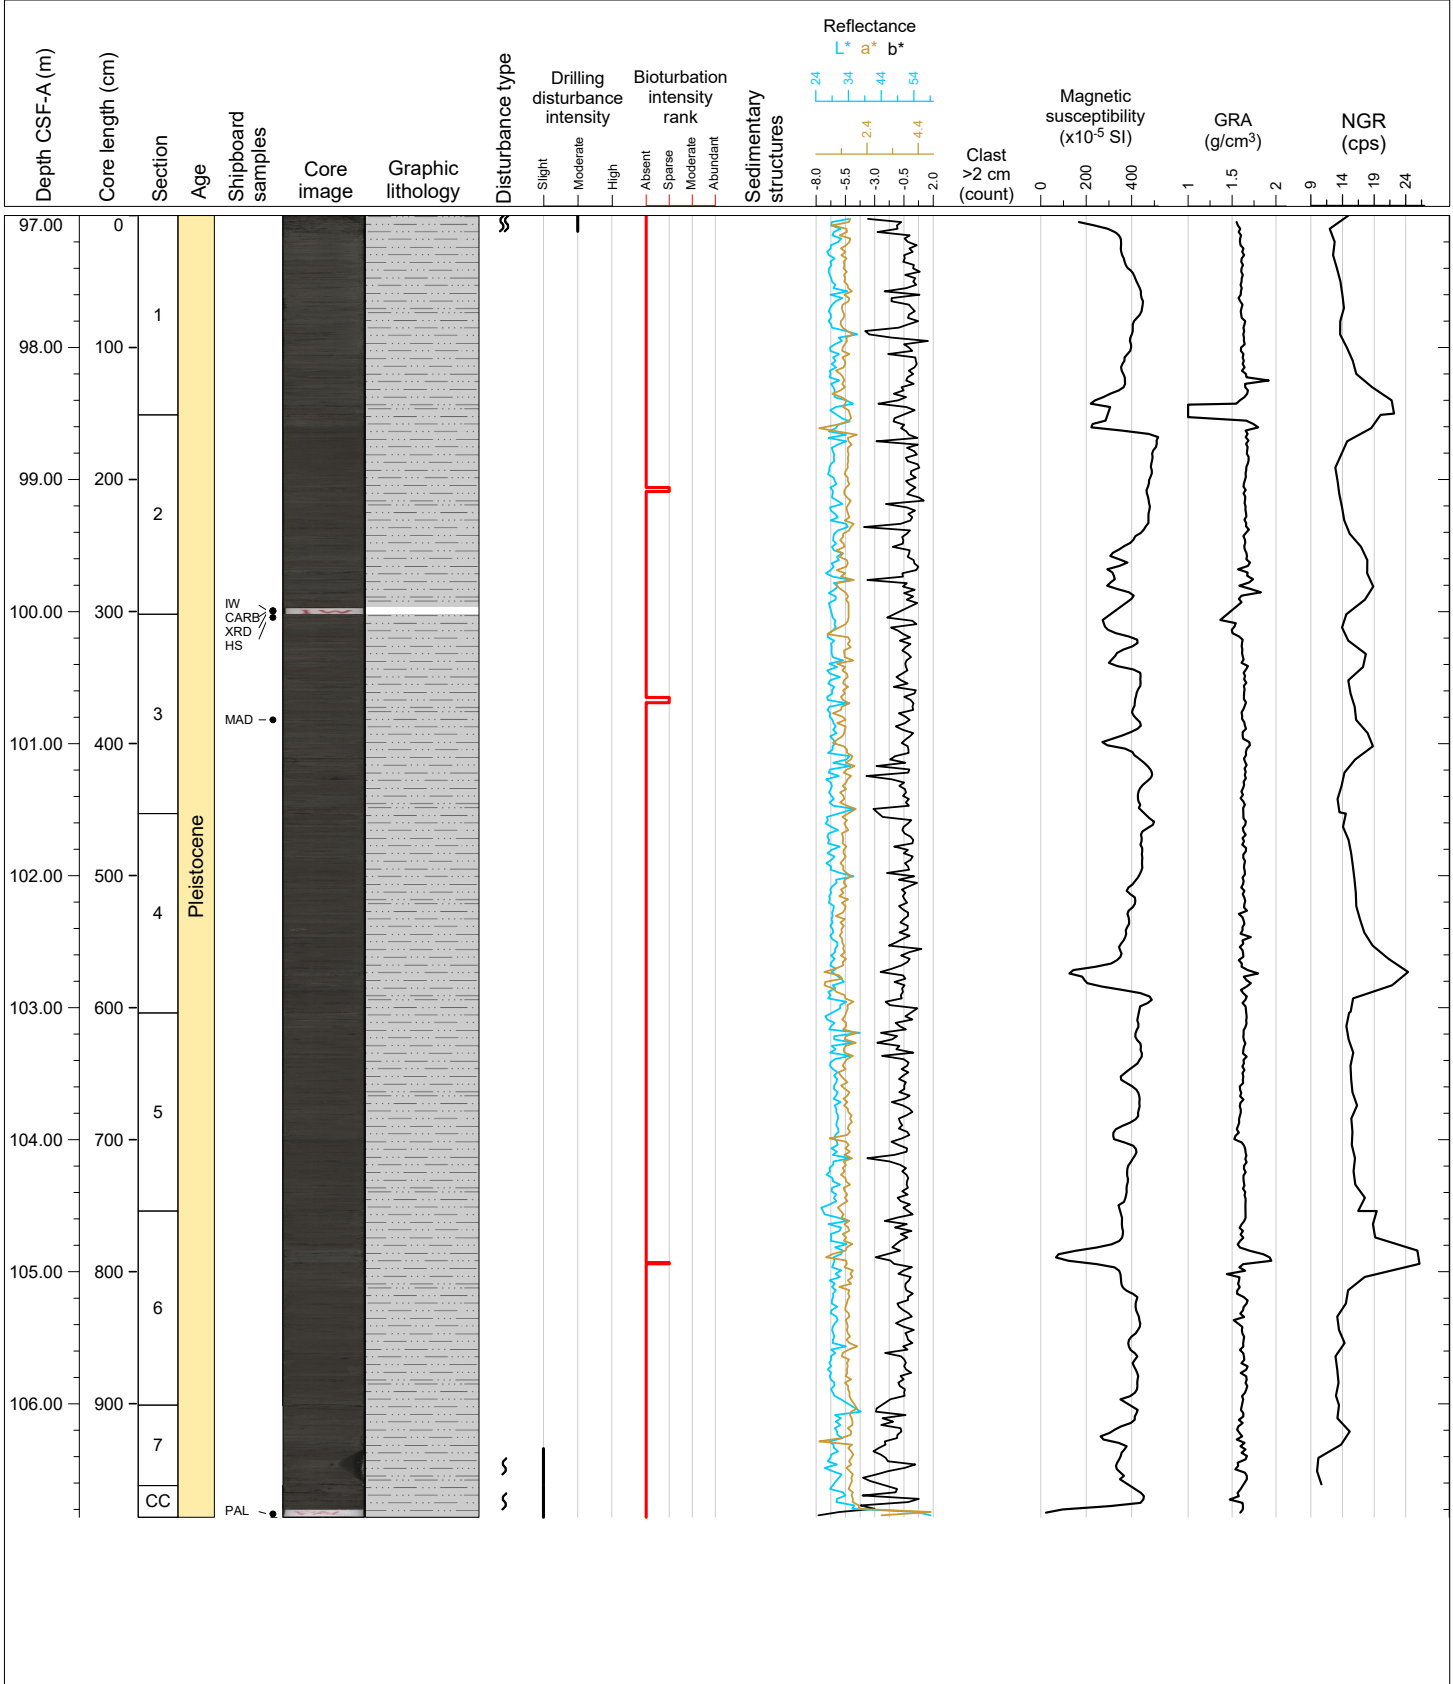 Depth CSF-A (m)
Core length (cm)
Section
Age
Shipboard
samples
Core
image
Graphic
lithology
Disturbance type
Drilling
disturbance
intensity
Slight
Moderate
High
Bioturbation
intensity
rank
Absent
Sparse
Moderate
Abundant
Sedimentary
structures
Reflectance
L* a* b*
24 34 44 54
2.4 4.4
-8.0 -5.5 -3.0 -0.5 2.0
Clast
>2 cm
(count)
Magnetic
susceptibility
(x10-5 SI)
0 200 400
GRA
(g/cm3)
1 1.5 2
NGR
(cps)
9 14 19 24
97.00 0
1
98.00 100
99.00 200
2
IW
100.00 300
CARB
XRD
HS
3
MAD
101.00 400
Pleistocene
102.00 500
4
103.00 600
5
104.00 700
105.00 800
6
106.00 900
7
CC
PAL